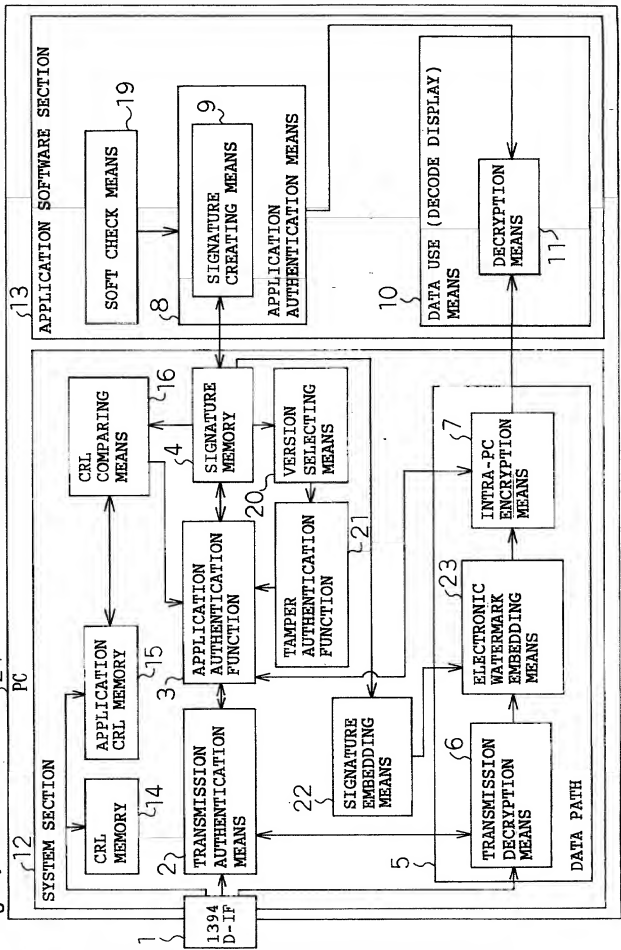 PC
12
SYSTEM SECTION
1
1394
D-IF
CRL
MEMORY
14
APPLICATION
CRL MEMORY
15
CRL
COMPARING
MEANS
16
2
TRANSMISSION
AUTHENTICATION
MEANS
3
APPLICATION
AUTHENTICATION
FUNCTION
4
SIGNATURE
MEMORY
20
VERSION
SELECTING
MEANS
TAMPER
AUTHENTICATION
FUNCTION
21
22
SIGNATURE
EMBEDDING
MEANS
5
TRANSMISSION
DECRYPTION
MEANS
6
ELECTRONIC
WATERMARK
EMBEDDING
MEANS
23
INTRA-PC
ENCRYPTION
MEANS
7
DATA PATH
13
APPLICATION SOFTWARE SECTION
SOFT CHECK MEANS
19
8
SIGNATURE
CREATING MEANS
9
APPLICATION
AUTHENTICATION MEANS
10
DATA USE (DECODE DISPLAY)
MEANS
DECRYPTION
MEANS
11